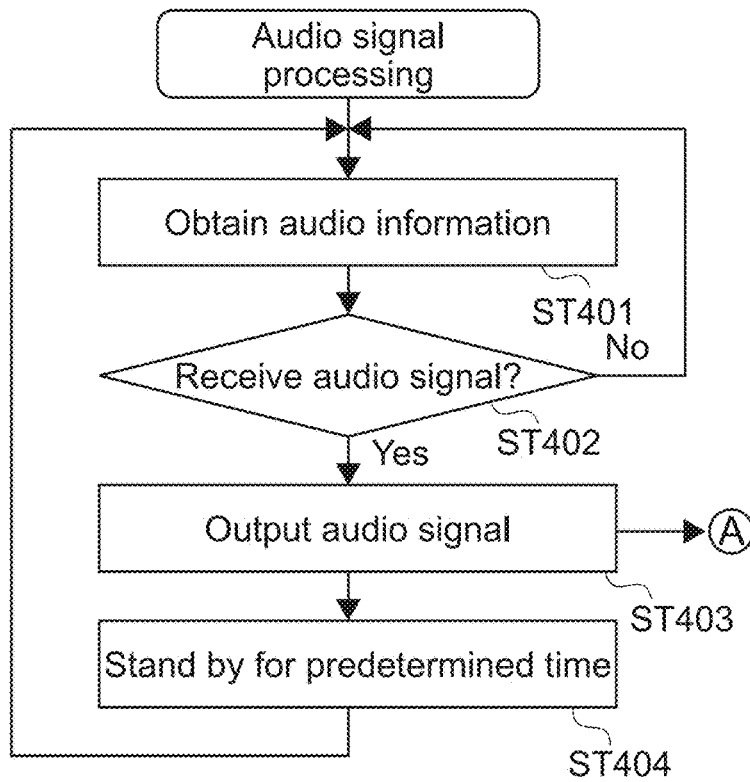 Audio signal
processing
Obtain audio information
ST401
Receive audio signal?
No
ST402
Yes
Output audio signal
A
ST403
Stand by for predetermined time
ST404